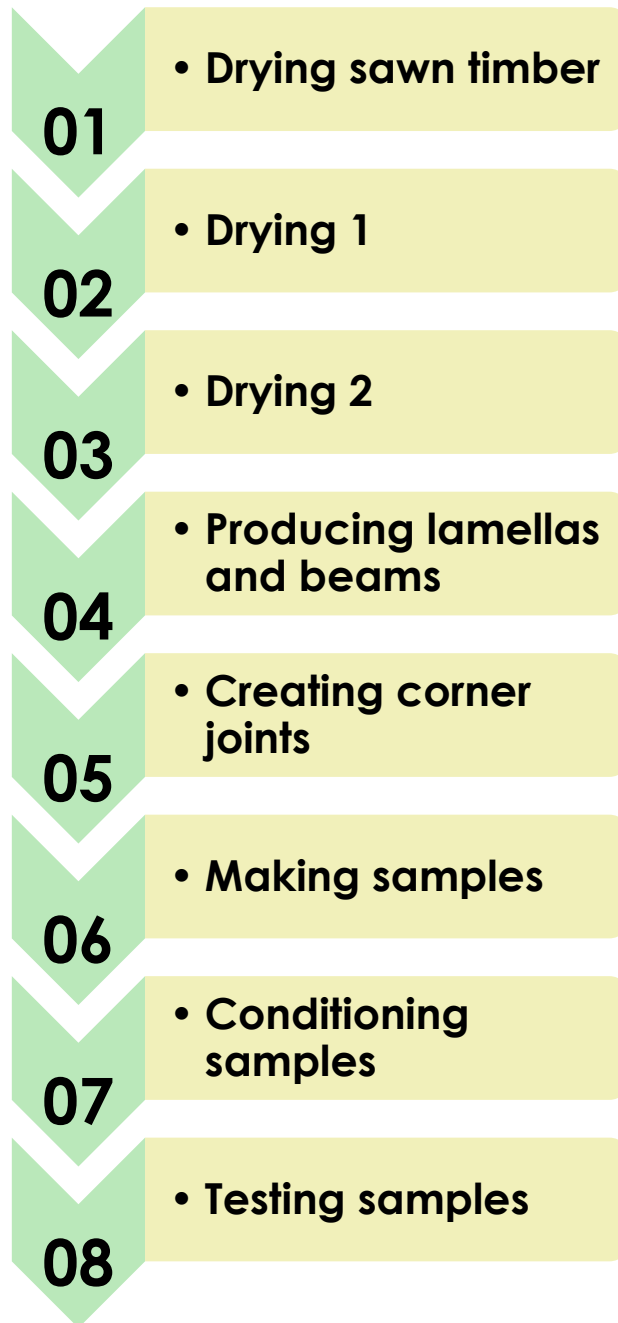 01
• Drying sawn timber
02
• Drying 1
03
• Drying 2
04
• Producing lamellas
and beams
05
• Creating corner
joints
06
• Making samples
07
• Conditioning
samples
08
• Testing samples